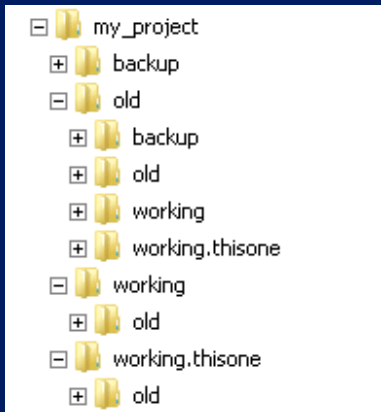 my_project
backup
old
backup
old
working
working.thisone
working
old
working.thisone
old